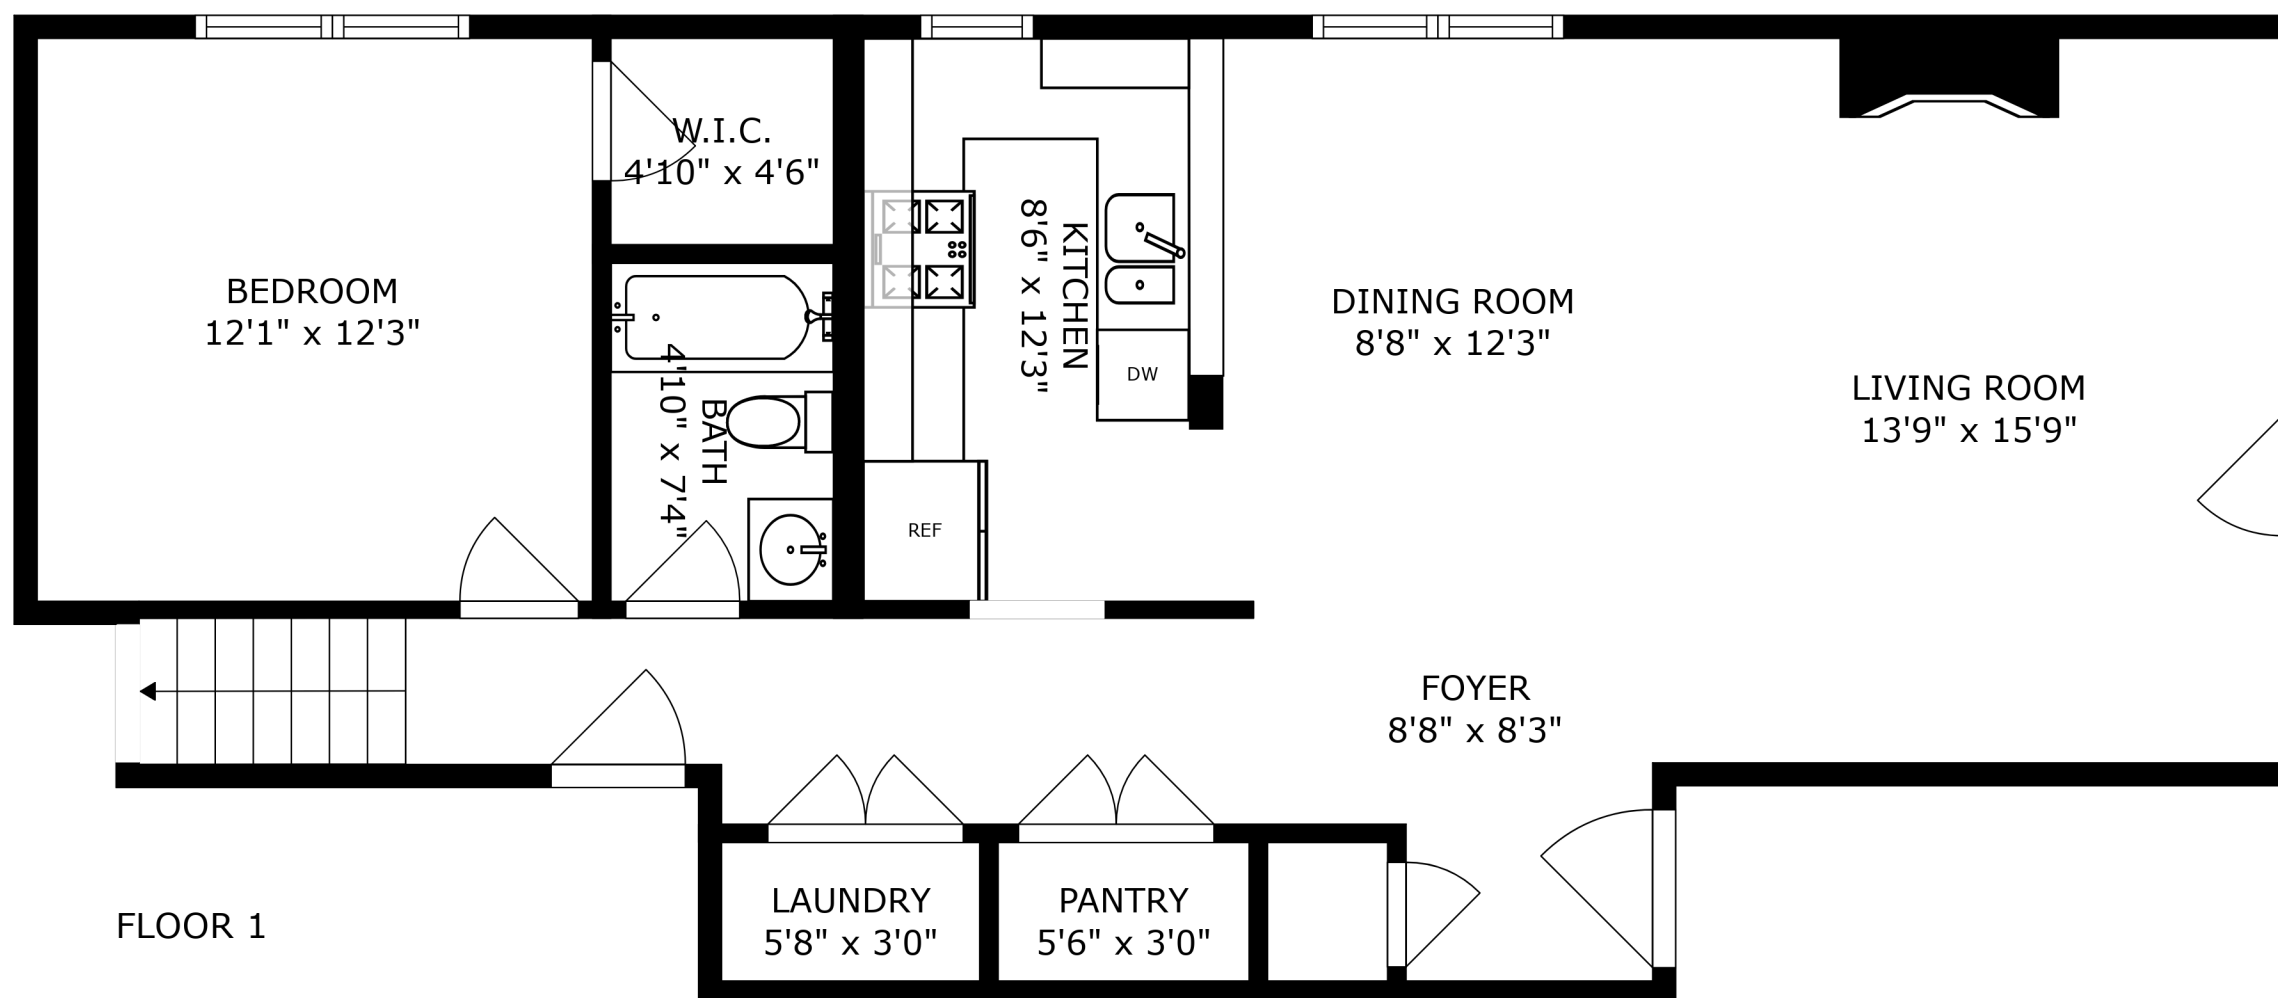 W.I.C.
4'10" x 4'6"
BEDROOM
12'1" x 12'3"
BATH
4'10" x 7'4"
KITCHEN
8'6" x 12'3"
DW
REF
DINING ROOM
8'8" x 12'3"
LIVING ROOM
13'9" x 15'9"
FOYER
8'8" x 8'3"
LAUNDRY
5'8" x 3'0"
PANTRY
5'6" x 3'0"
FLOOR 1